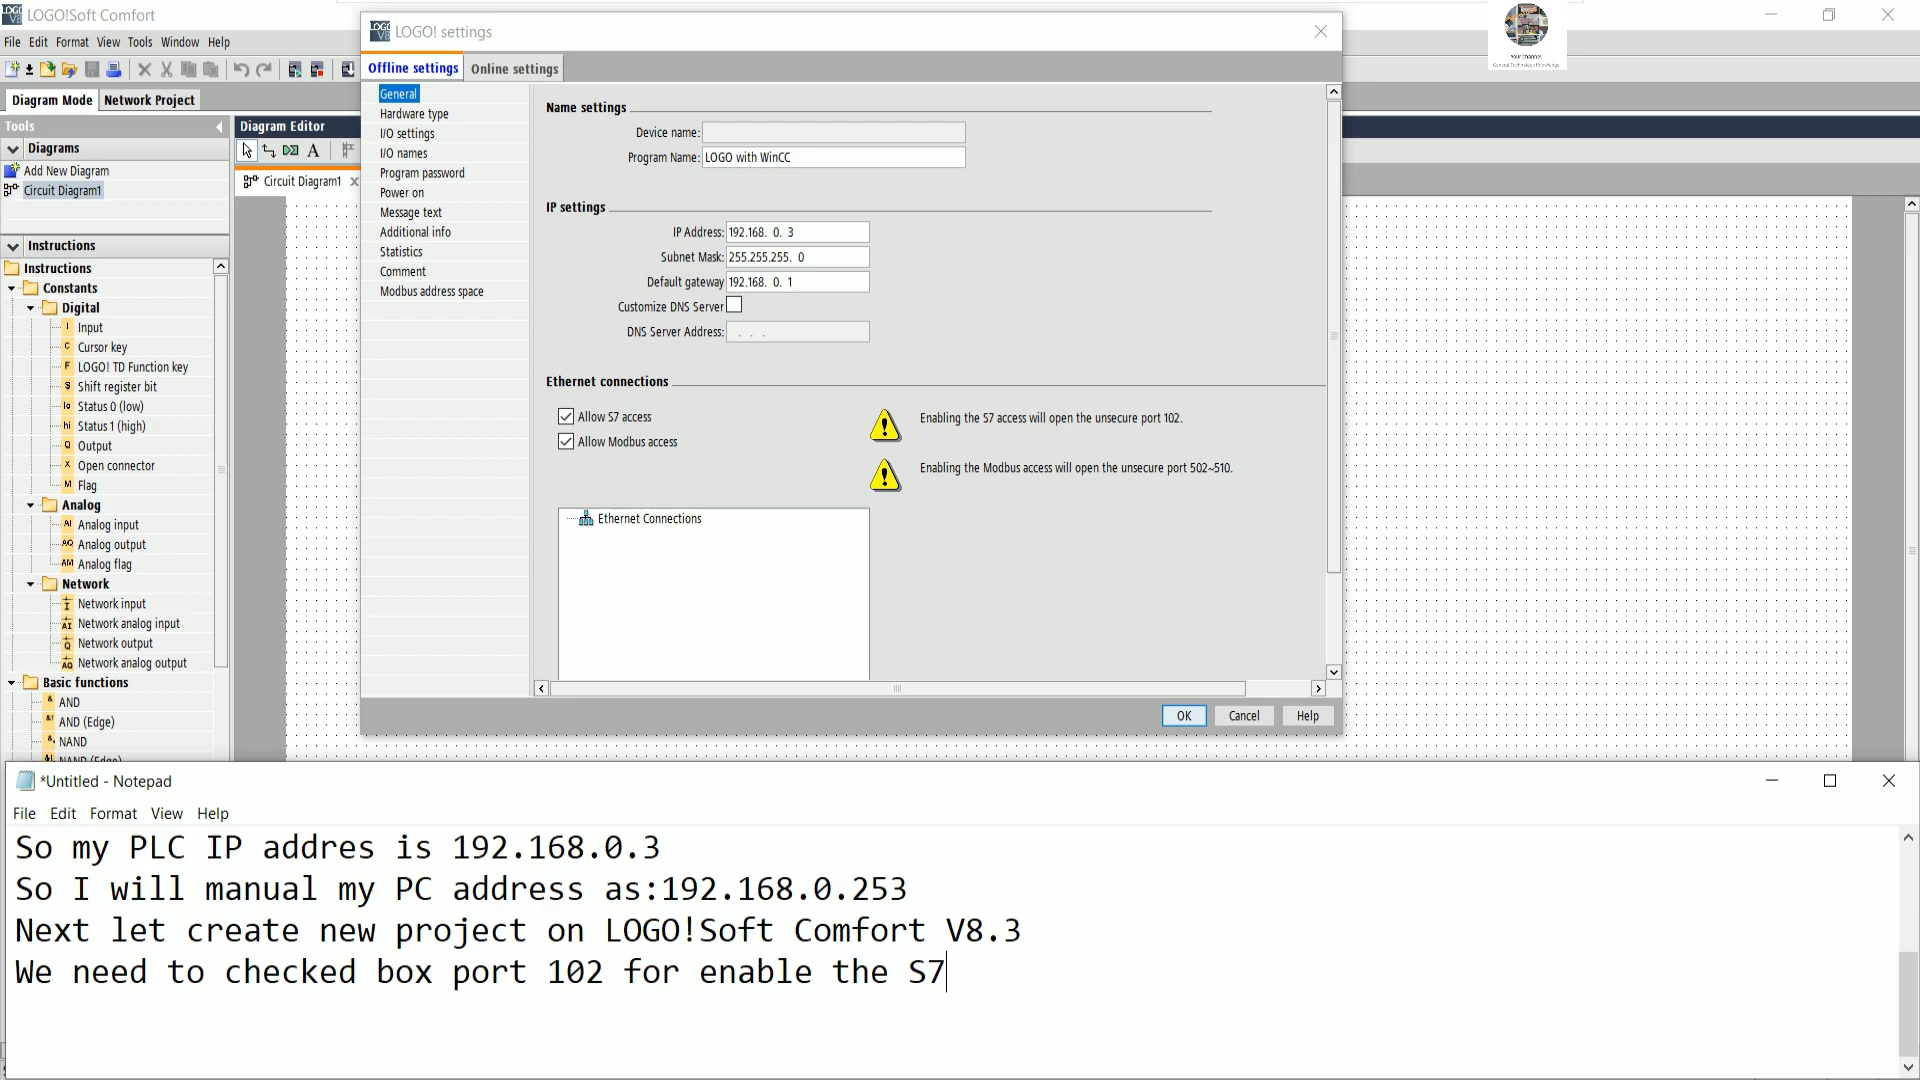 LOGO!Soft Comfort
File Edit Format View Tools Window Help
Diagram Mode Network Project
Tools
Diagrams
Add New Diagram
Circuit Diagram1
Instructions
Instructions
Constants
Digital
Input
Cursor key
LOGO! TD Function key
Shift register bit
Status 0 (low)
Status 1 (high)
Output
Open connector
Flag
Analog
Analog input
Analog output
Analog flag
Network
Network input
Network analog input
Network output
Network analog output
Basic functions
AND
AND (Edge)
NAND
NAND (Edge)
Diagram Editor
Circuit Diagram1
LOGO! settings
Offline settings Online settings
General
Hardware type
I/O settings
I/O names
Program password
Power on
Message text
Additional info
Statistics
Comment
Modbus address space
Name settings
Device name:
Program Name: LOGO with WinCC
IP settings
IP Address: 192.168. 0. 3
Subnet Mask: 255.255.255. 0
Default gateway 192.168. 0. 1
Customize DNS Server
DNS Server Address: . . .
Ethernet connections
Allow S7 access
Enabling the S7 access will open the unsecure port 102.
Allow Modbus access
Enabling the Modbus access will open the unsecure port 502~510.
Ethernet Connections
OK Cancel Help
Your channel
General Technology Knowledge
*Untitled - Notepad
File Edit Format View Help
So my PLC IP addres is 192.168.0.3
So I will manual my PC address as:192.168.0.253
Next let create new project on LOGO!Soft Comfort V8.3
We need to checked box port 102 for enable the S7